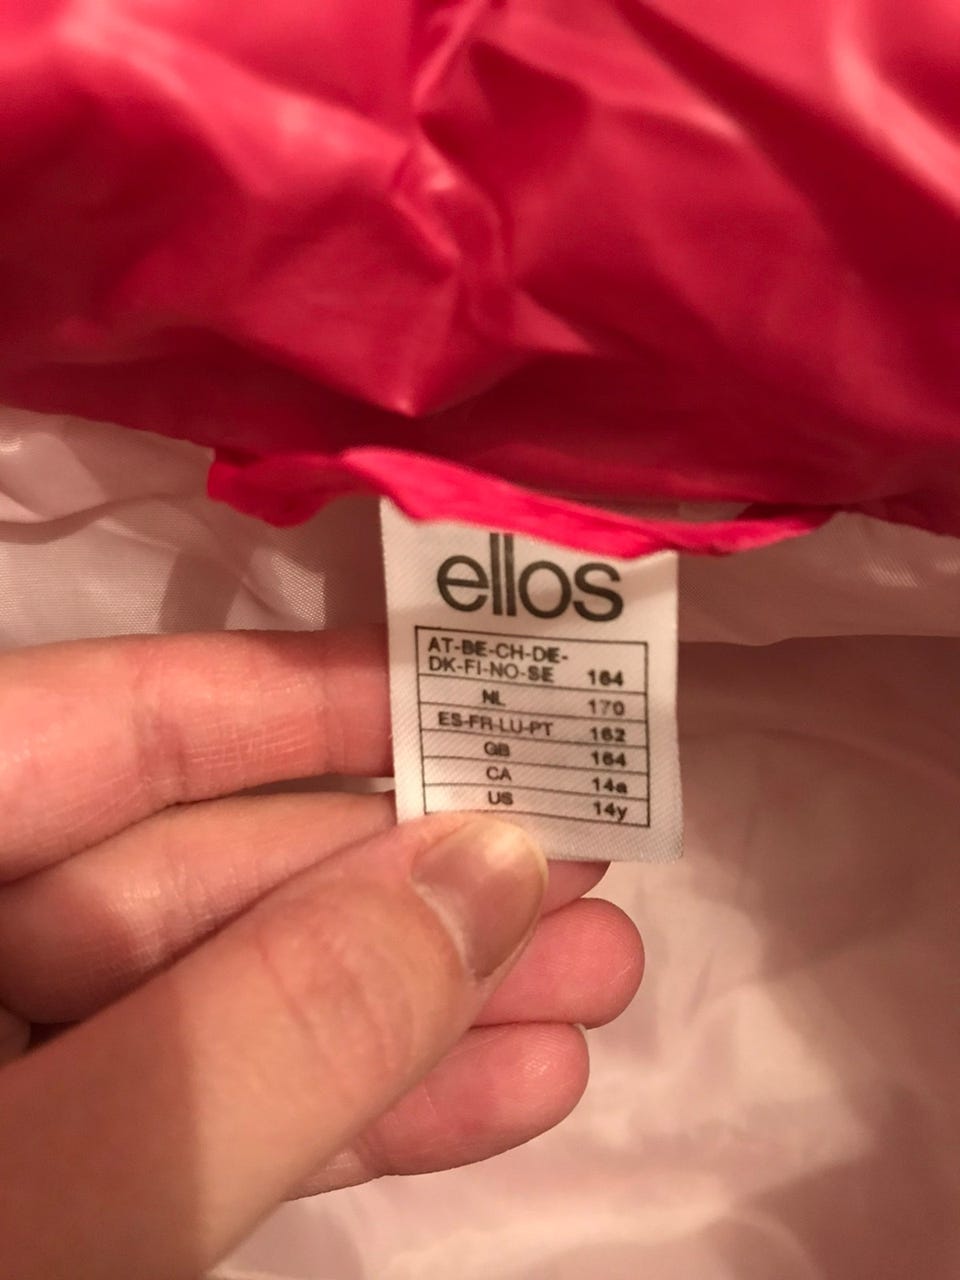 ellos
AT-BE-CH-DE-
DK-FI-NO-SE 164
NL 170
ES-FR-LU-PT 162
GB 164
CA 14a
US 14y